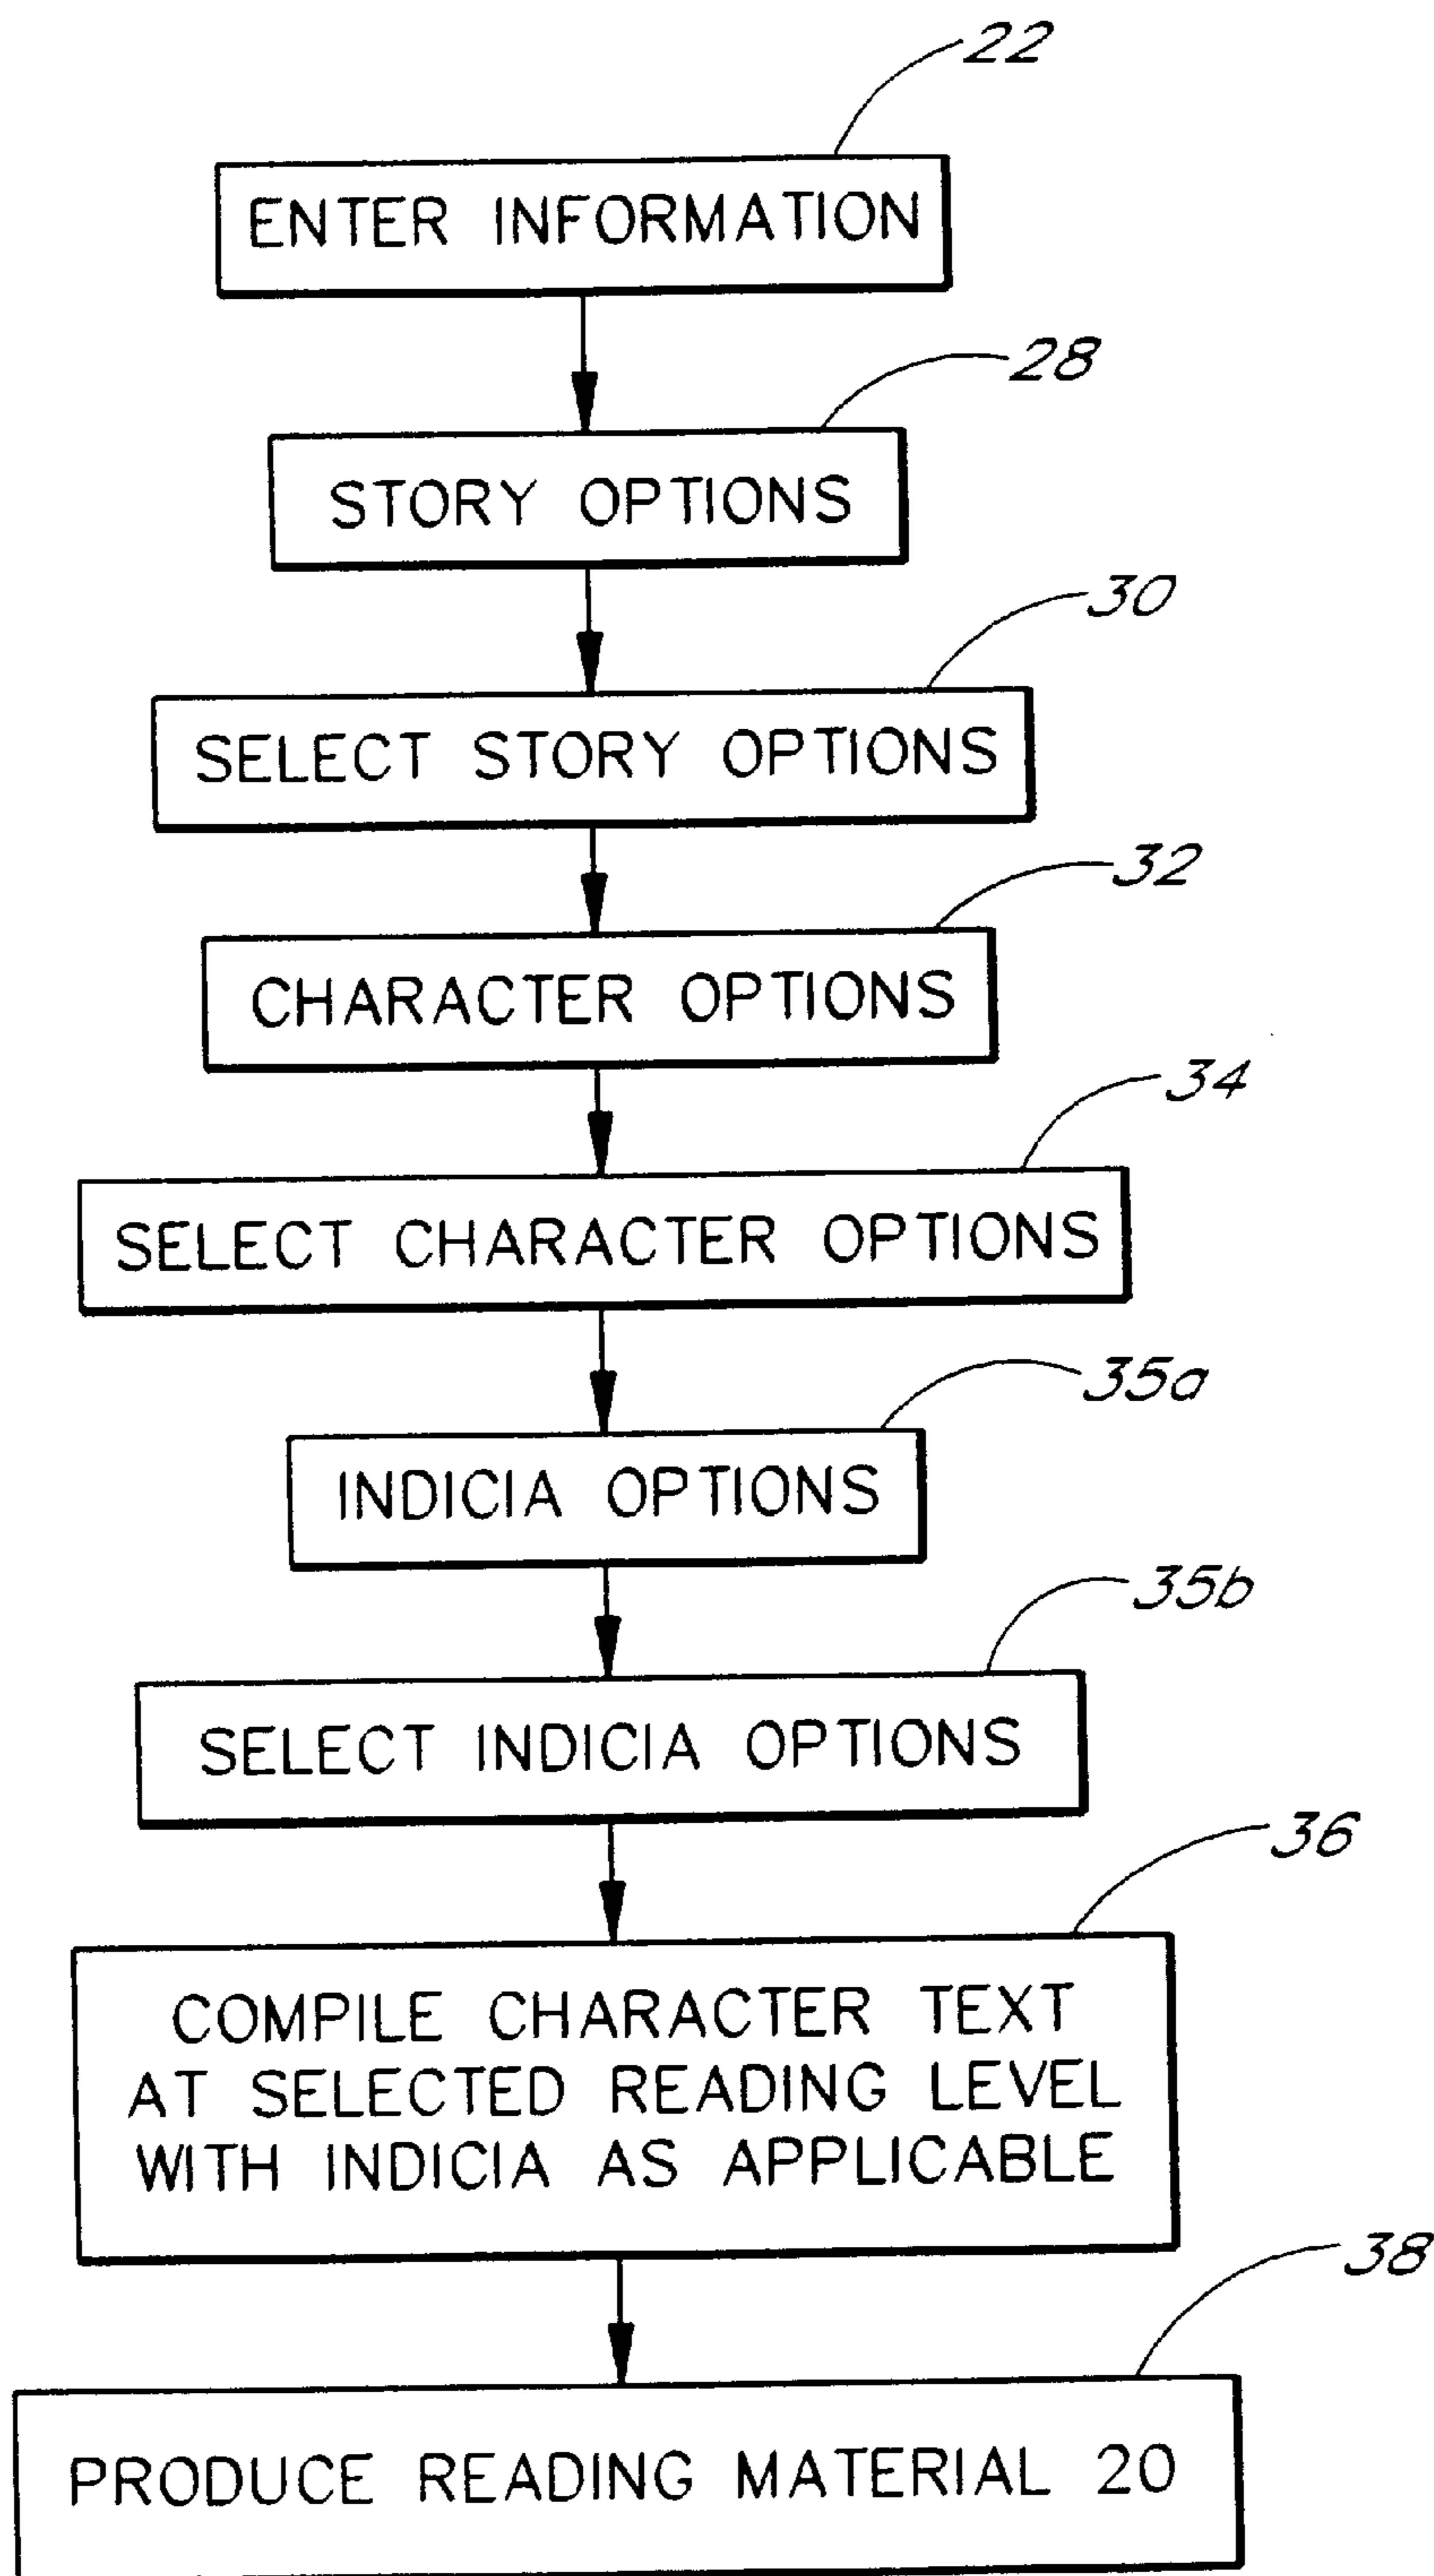 22
ENTER INFORMATION
28
STORY OPTIONS
30
SELECT STORY OPTIONS
32
CHARACTER OPTIONS
34
SELECT CHARACTER OPTIONS
35a
INDICIA OPTIONS
35b
SELECT INDICIA OPTIONS
36
COMPILE CHARACTER TEXT
AT SELECTED READING LEVEL
WITH INDICIA AS APPLICABLE
38
PRODUCE READING MATERIAL 20